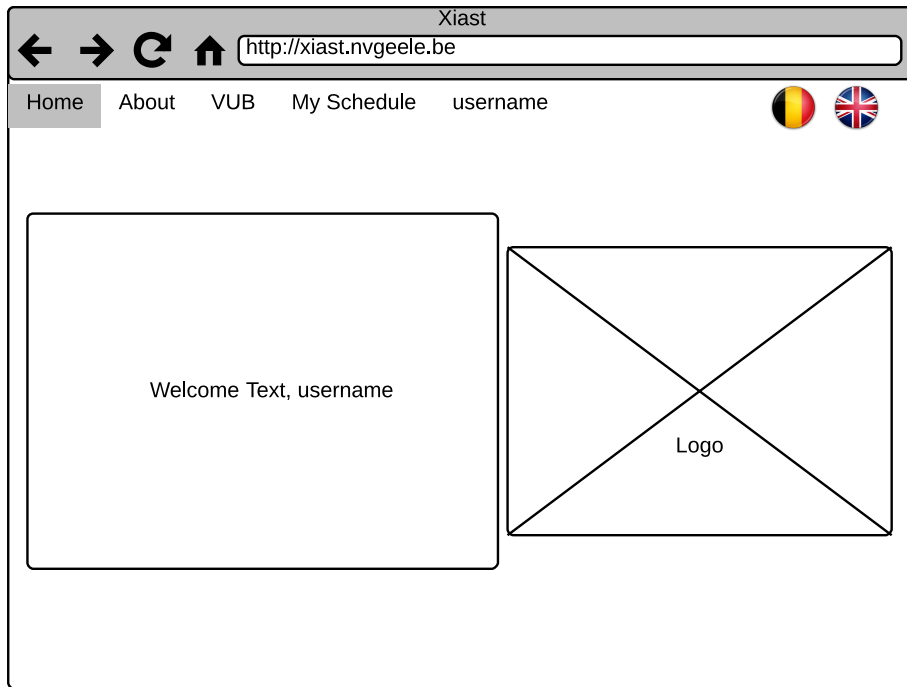 Xiast
http://xiast.nvgeele.be
Home About VUB My Schedule username
Welcome Text, username
Logo